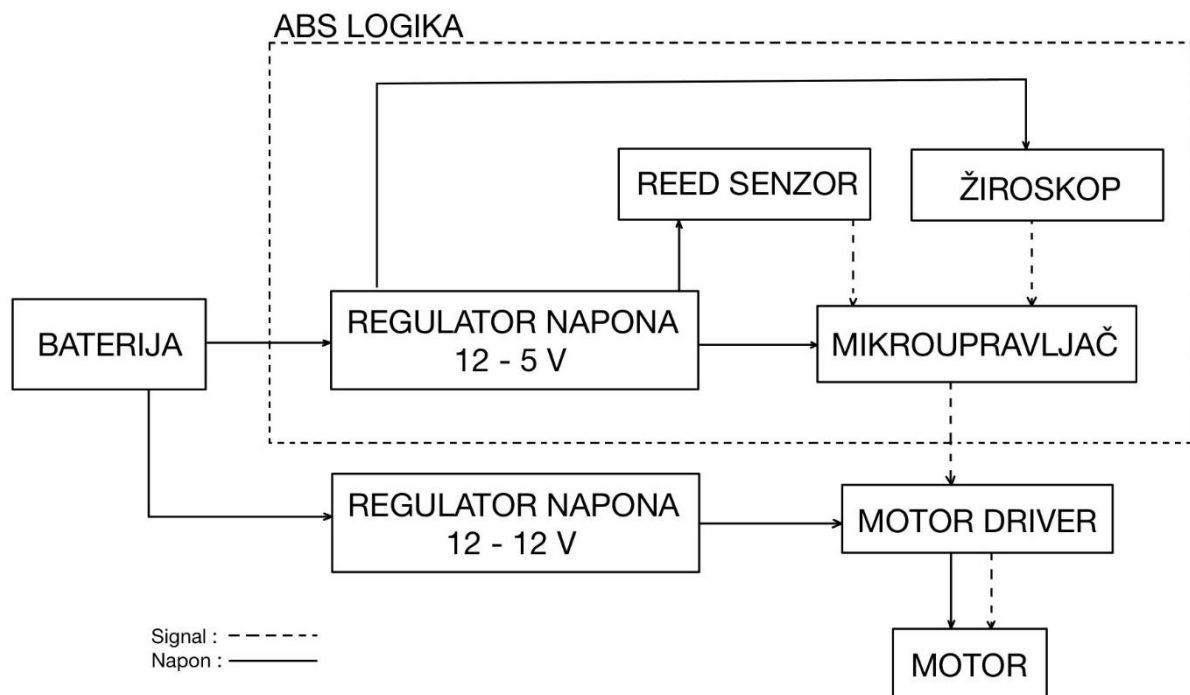 ABS LOGIKA
REED SENZOR
ŽIROSKOP
BATERIJA
REGULATOR NAPONA
12 - 5 V
MIKROUPRAVLJAČ
REGULATOR NAPONA
12 - 12 V
MOTOR DRIVER
Signal :
Napon :
MOTOR